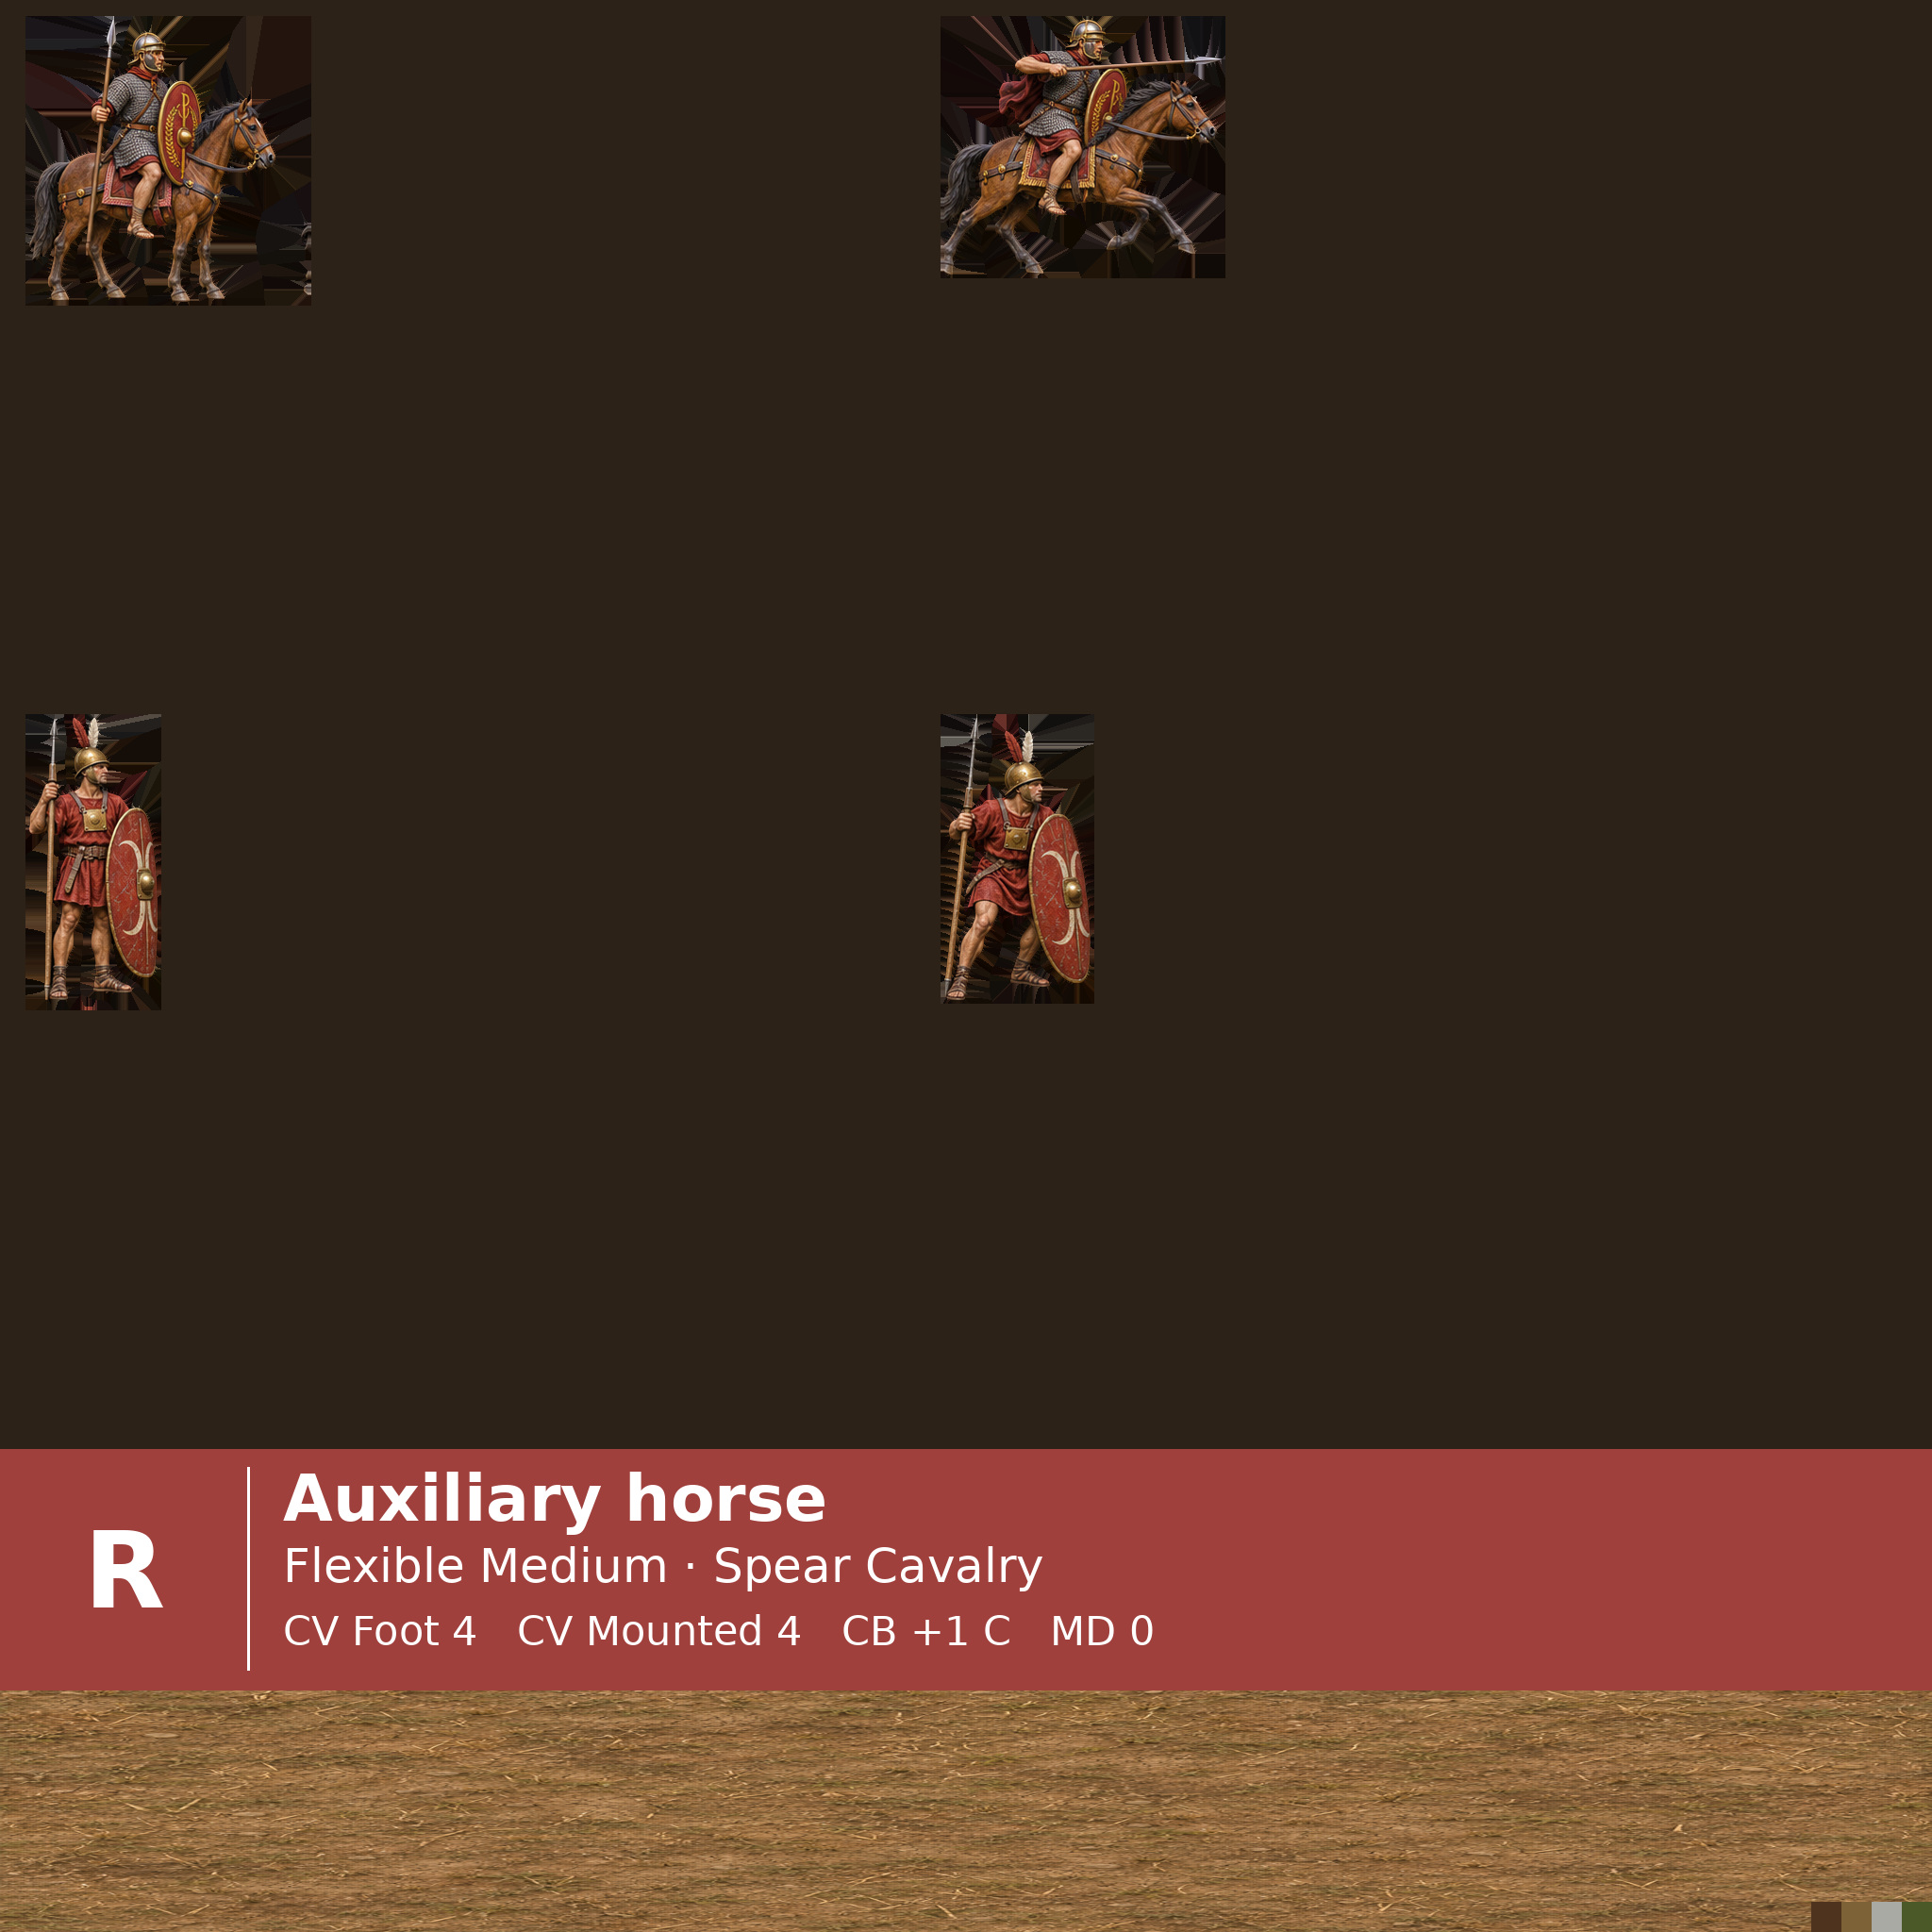 R
Auxiliary horse
Flexible Medium · Spear Cavalry
CV Foot 4 CV Mounted 4 CB +1 C MD 0